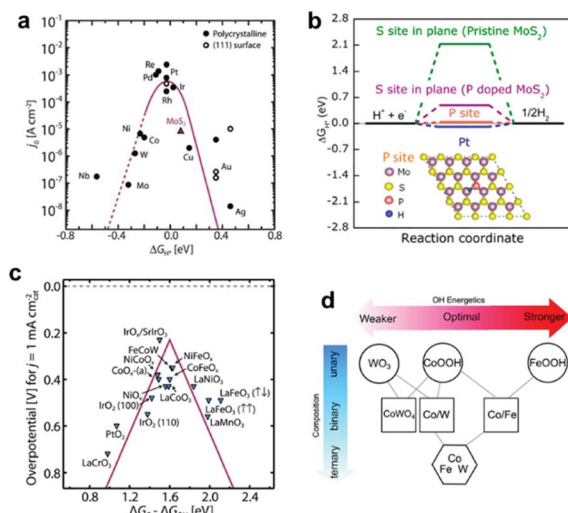 a
● Polycrystalline
○ (111) surface
10⁻¹
10⁻²
10⁻³
10⁻⁴
10⁻⁵
10⁻⁶
10⁻⁷
10⁻⁸
j₀ [A cm⁻²]
Re
Pt
Pd
Ir
Rh
MoS₂
Ni
Co
W
Cu
Nb
Mo
Au
Ag
-0.8
-0.4
0.0
0.4
0.8
ΔG_H* [eV]
b
S site in plane (Pristine MoS₂)
S site in plane (P doped MoS₂)
H⁺ + e⁻
P site
1/2H₂
Pt
P site
Mo
S
P
H
2.8
2.1
1.4
0.7
0.0
-0.7
-1.4
-2.1
-2.8
ΔG_H* (eV)
Reaction coordinate
c
0.0
0.2
0.4
0.6
0.8
Overpotential [V] for j = 1 mA cm⁻²cat
IrOₓ/SrIrO₃
FeCoW
NiFeOₓ
NiCoOₓ
CoFeOₓ
CoOₓ-(a)
LaNiO₃
NiOₓ
LaFeO₃ (↑↓)
IrO₂ (100)
LaCoO₃
LaFeO₃ (↑↑)
IrO₂ (110)
LaMnO₃
PtO₂
LaCrO₃
0.8
1.2
1.6
2.0
2.4
d
OH Energetics
Weaker
Optimal
Stronger
Composition
unary
binary
ternary
WO₃
CoOOH
FeOOH
CoWO₄
Co/W
Co/Fe
Co
Fe W